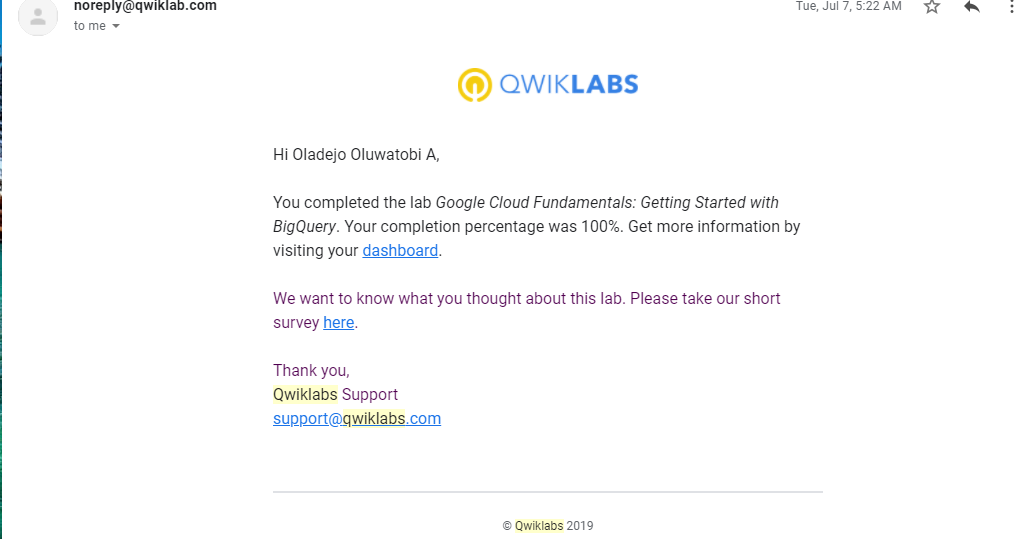 noreply@qwiklab.com
Tue, Jul 7, 5:22 AM
to me
QWIKLABS
Hi Oladejo Oluwatobi A,
You completed the lab Google Cloud Fundamentals: Getting Started with
BigQuery. Your completion percentage was 100%. Get more information by
visiting your dashboard.
We want to know what you thought about this lab. Please take our short
survey here.
Thank you,
Qwiklabs Support
support@qwiklabs.com
© Qwiklabs 2019